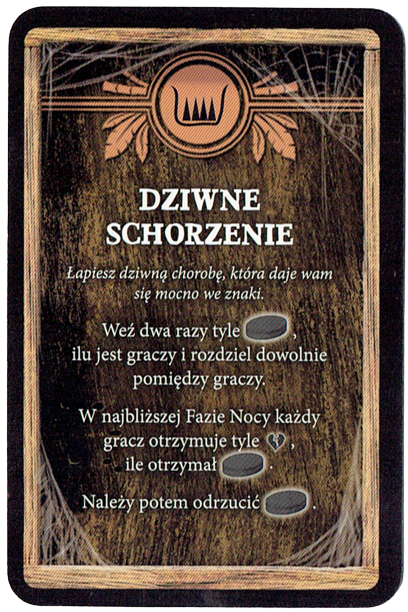 DZIWNE
SCHORZENIE
Łapiesz dziwną chorobę, która daje wam
się mocno we znaki.
Weź dwa razy tyle ,
ilu jest graczy i rozdziel dowolnie
pomiędzy graczy.
W najbliższej Fazie Nocy każdy
gracz otrzymuje tyle ,
ile otrzymał .
Należy potem odrzucić .